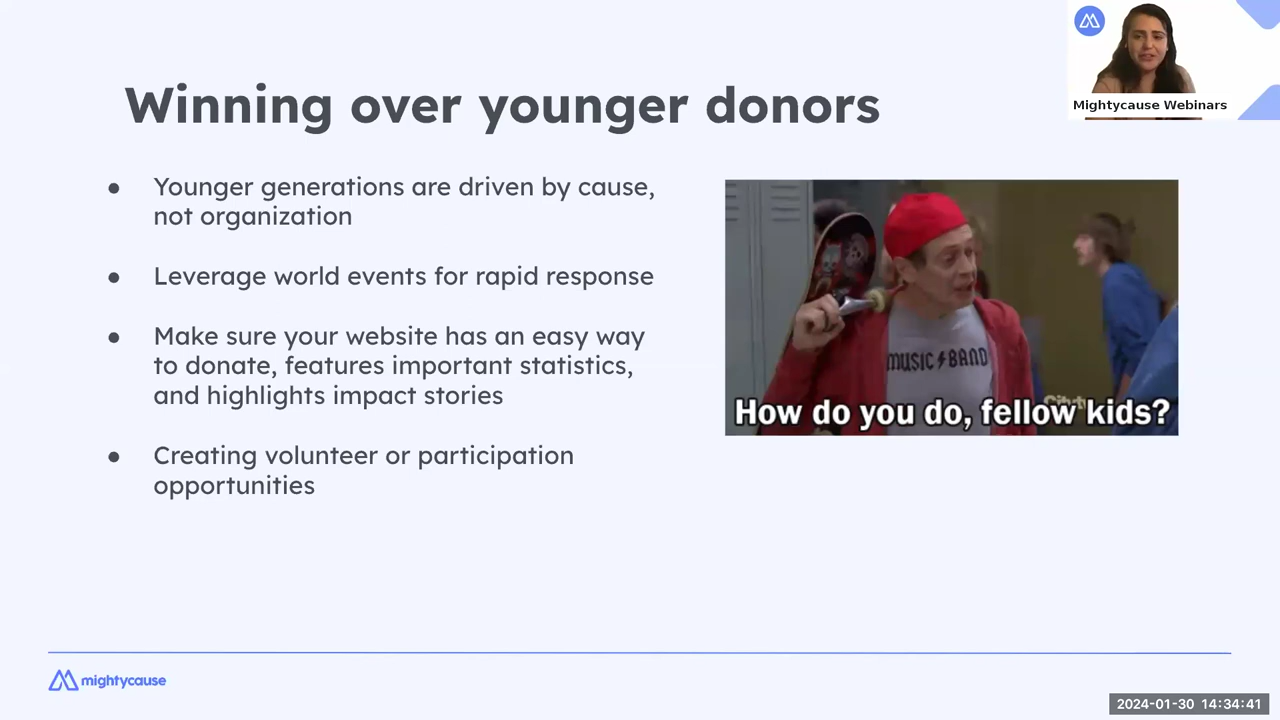 Winning over younger donors
Mightycause Webinars
● Younger generations are driven by cause,
not organization
● Leverage world events for rapid response
● Make sure your website has an easy way
to donate, features important statistics,
and highlights impact stories
● Creating volunteer or participation
opportunities
MUSIC BAND
How do you do, fellow kids?
mightycause
2024-01-30 14:34:41